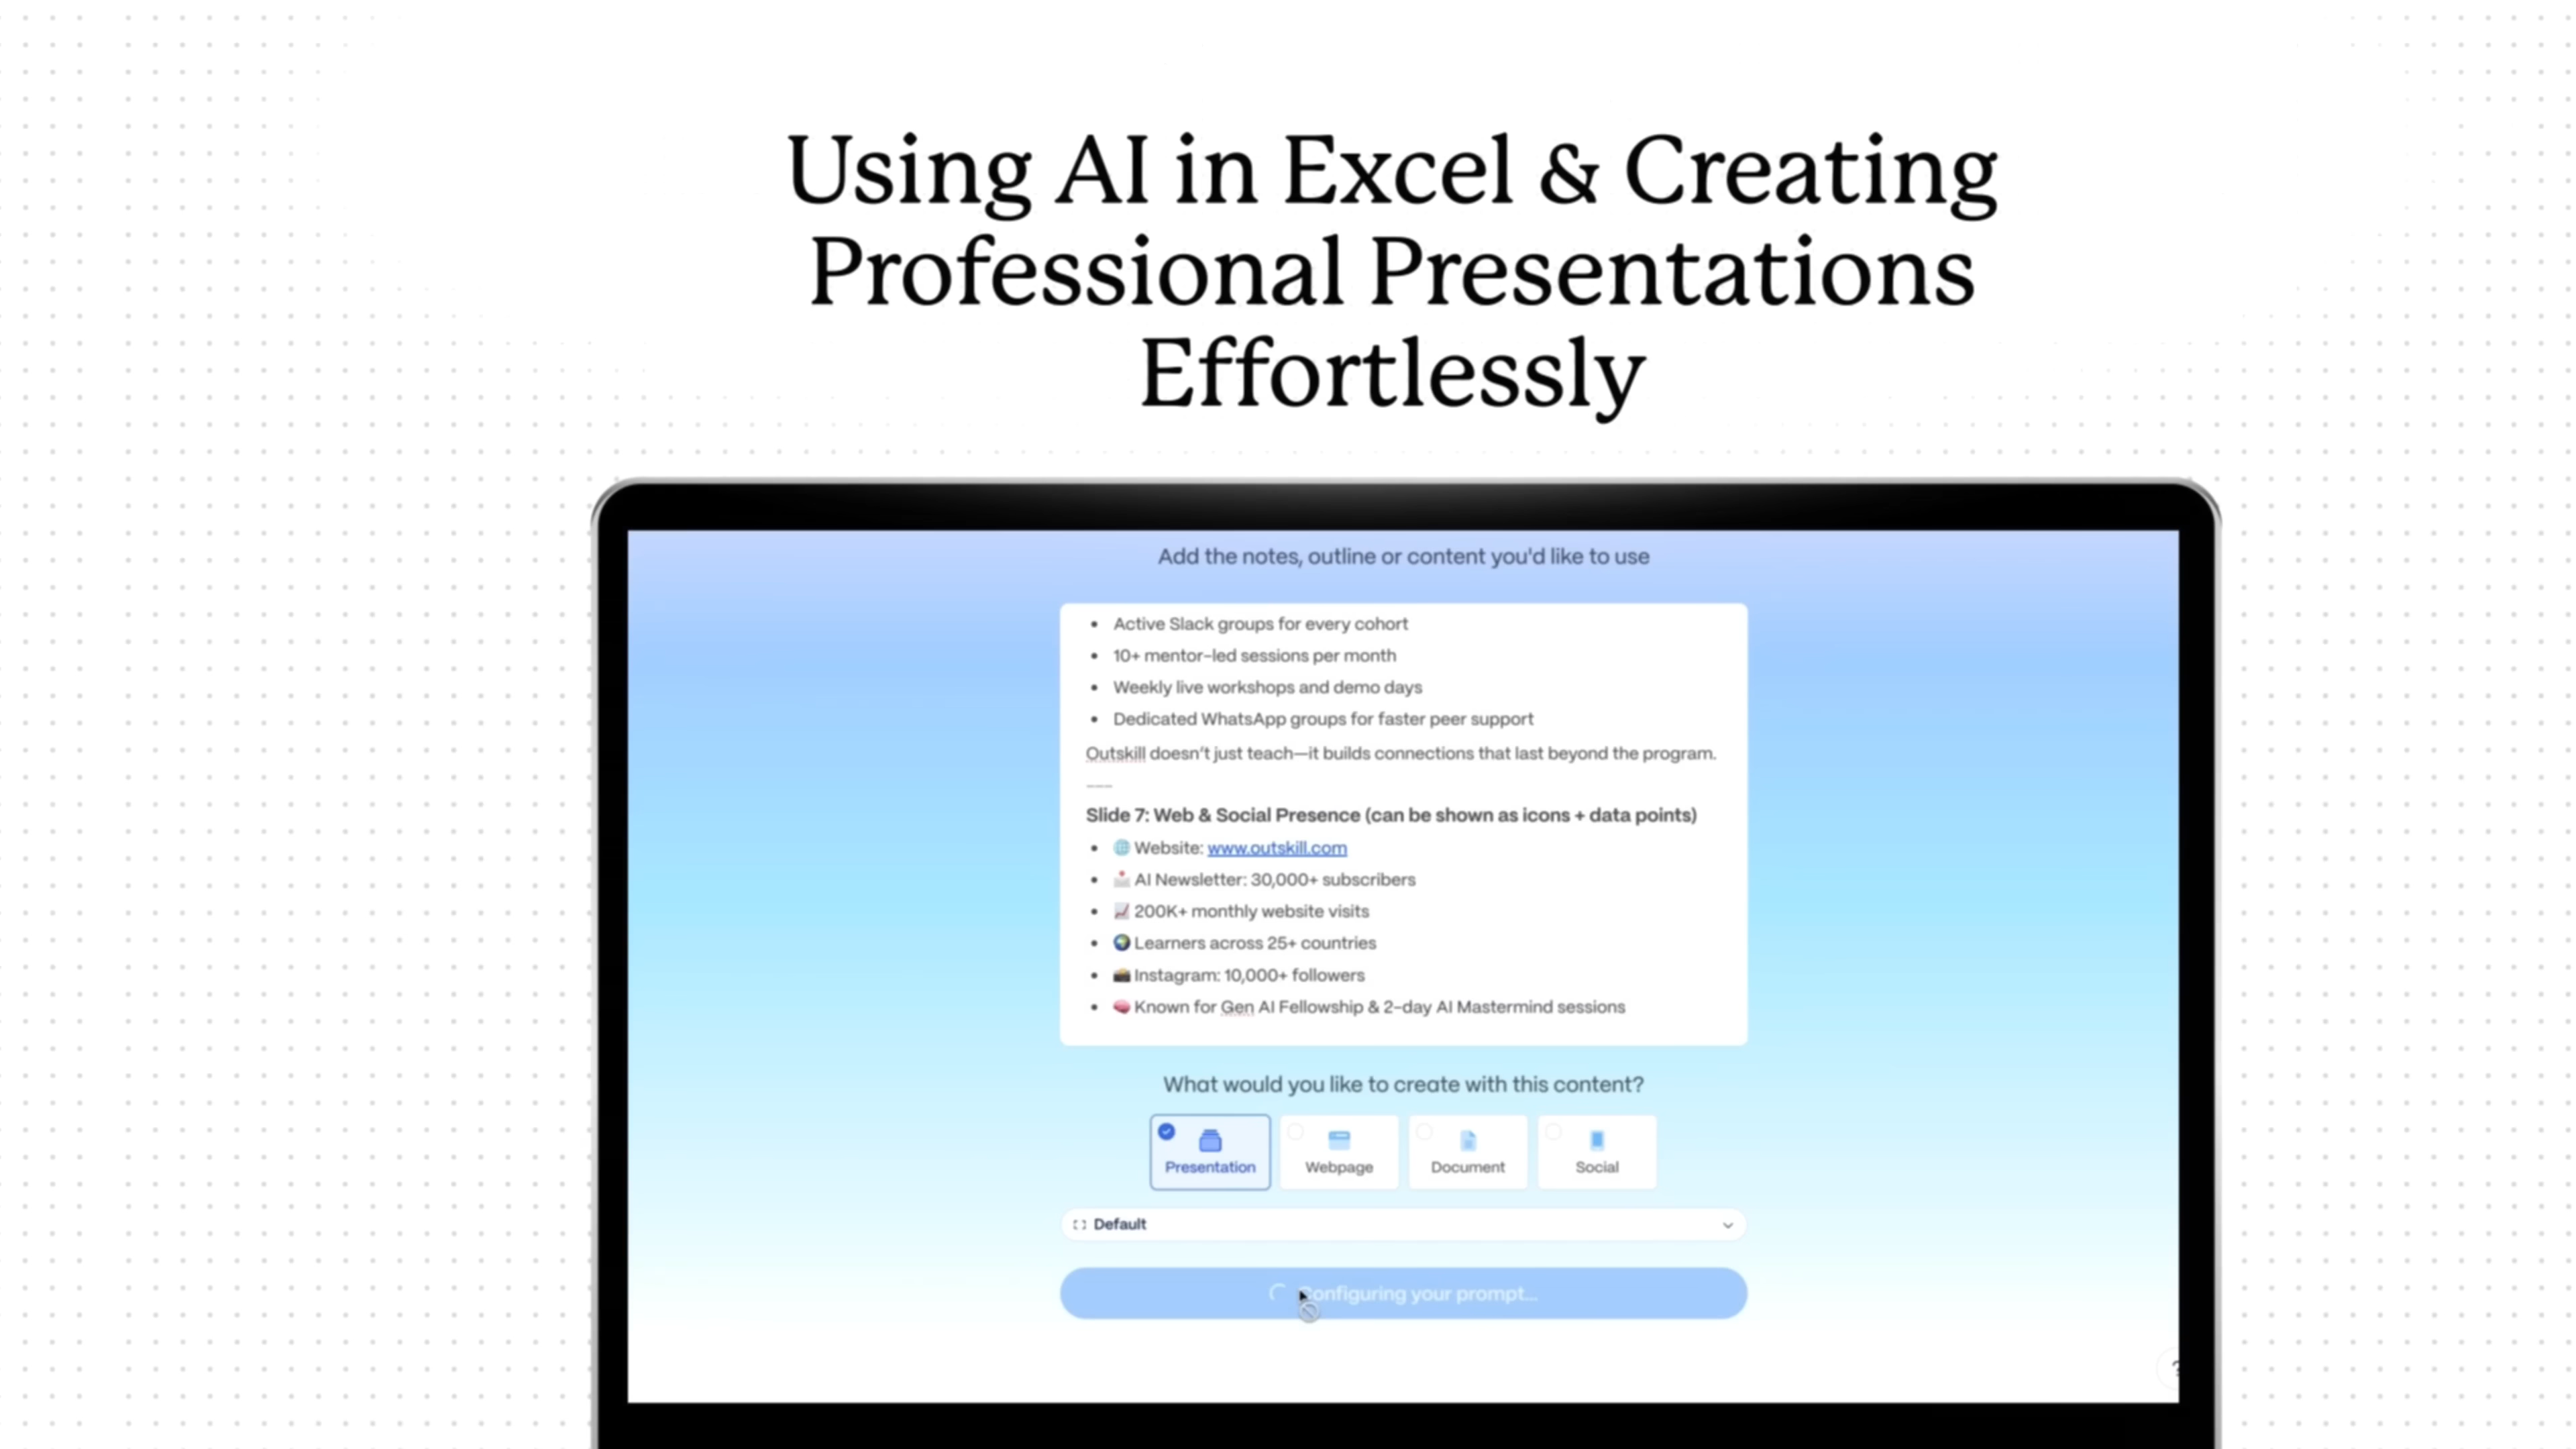 Using AI in Excel & Creating
Professional Presentations
Effortlessly
Add the notes, outline or content you'd like to use
• Active Slack groups for every cohort
• 10+ mentor-led sessions per month
• Weekly live workshops and demo days
• Dedicated WhatsApp groups for faster peer support
Outskill doesn't just teach—it builds connections that last beyond the program.
---
Slide 7: Web & Social Presence (can be shown as icons + data points)
• 🌐 Website: www.outskill.com
• 📩 AI Newsletter: 30,000+ subscribers
• 📈 200K+ monthly website visits
• 🌍 Learners across 25+ countries
• 📸 Instagram: 10,000+ followers
• 🧠 Known for Gen AI Fellowship & 2-day AI Mastermind sessions
What would you like to create with this content?
Presentation Webpage Document Social
Default
Configuring your prompt...
?